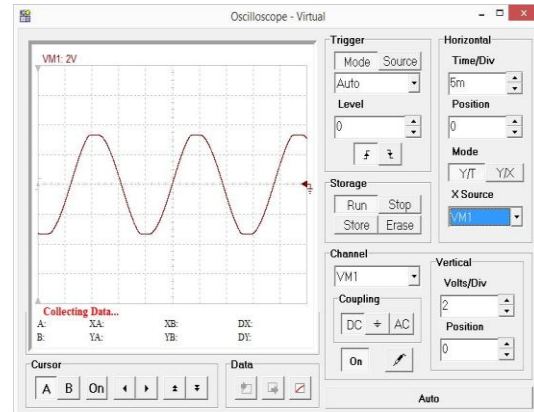 Oscilloscope - Virtual
VM1: 2V
Collecting Data...
A: XA: XB: DX:
B: YA: YB: DY:
Cursor
A B On
Data
Trigger
Mode Source
Auto
Level
0
Storage
Run Stop
Store Erase
Horizontal
Time/Div
5m
Position
0
Mode
Y/T Y/X
X Source
VM1
Channel
VM1
Coupling
DC AC
On
Vertical
Volts/Div
2
Position
0
Auto